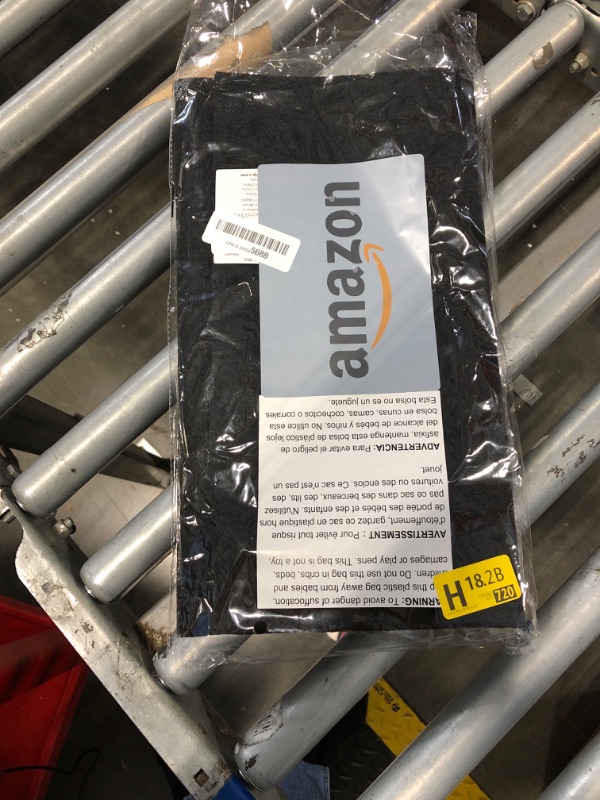 amazon
5688
WARNING: To avoid danger of suffocation,
keep this plastic bag away from babies and
children. Do not use this bag in cribs, beds,
carriages or play pens. This bag is not a toy.
AVERTISSEMENT : Pour éviter tout risque
d'étouffement, gardez ce sac en plastique hors
de portée des bébés et des enfants. N'utilisez
pas ce sac dans des berceaux, des lits, des
voitures ou des enclos. Ce sac n'est pas un
jouet.
ADVERTENCIA: Para evitar el peligro de
asfixia, mantenga esta bolsa de plástico lejos
del alcance de bebés y niños. No utilice esta
bolsa en cunas, camas, cochecitos o corrales.
Esta bolsa no es un juguete.
H 18.2B
720